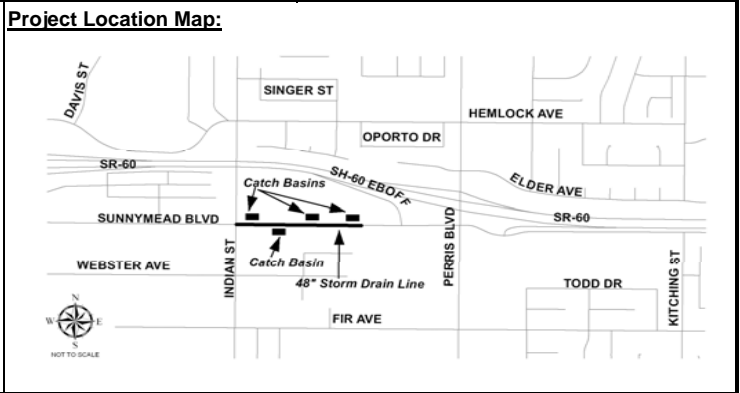 Project Location Map:
DAVIS ST
SINGER ST
HEMLOCK AVE
OPORTO DR
SR-60
SH-60 EBOFF
ELDER AVE
Catch Basins
SUNNYMEAD BLVD
SR-60
INDIAN ST
PERRIS BLVD
KITCHING ST
WEBSTER AVE
Catch Basin
48" Storm Drain Line
TODD DR
FIR AVE
N
W
E
S
NOT TO SCALE